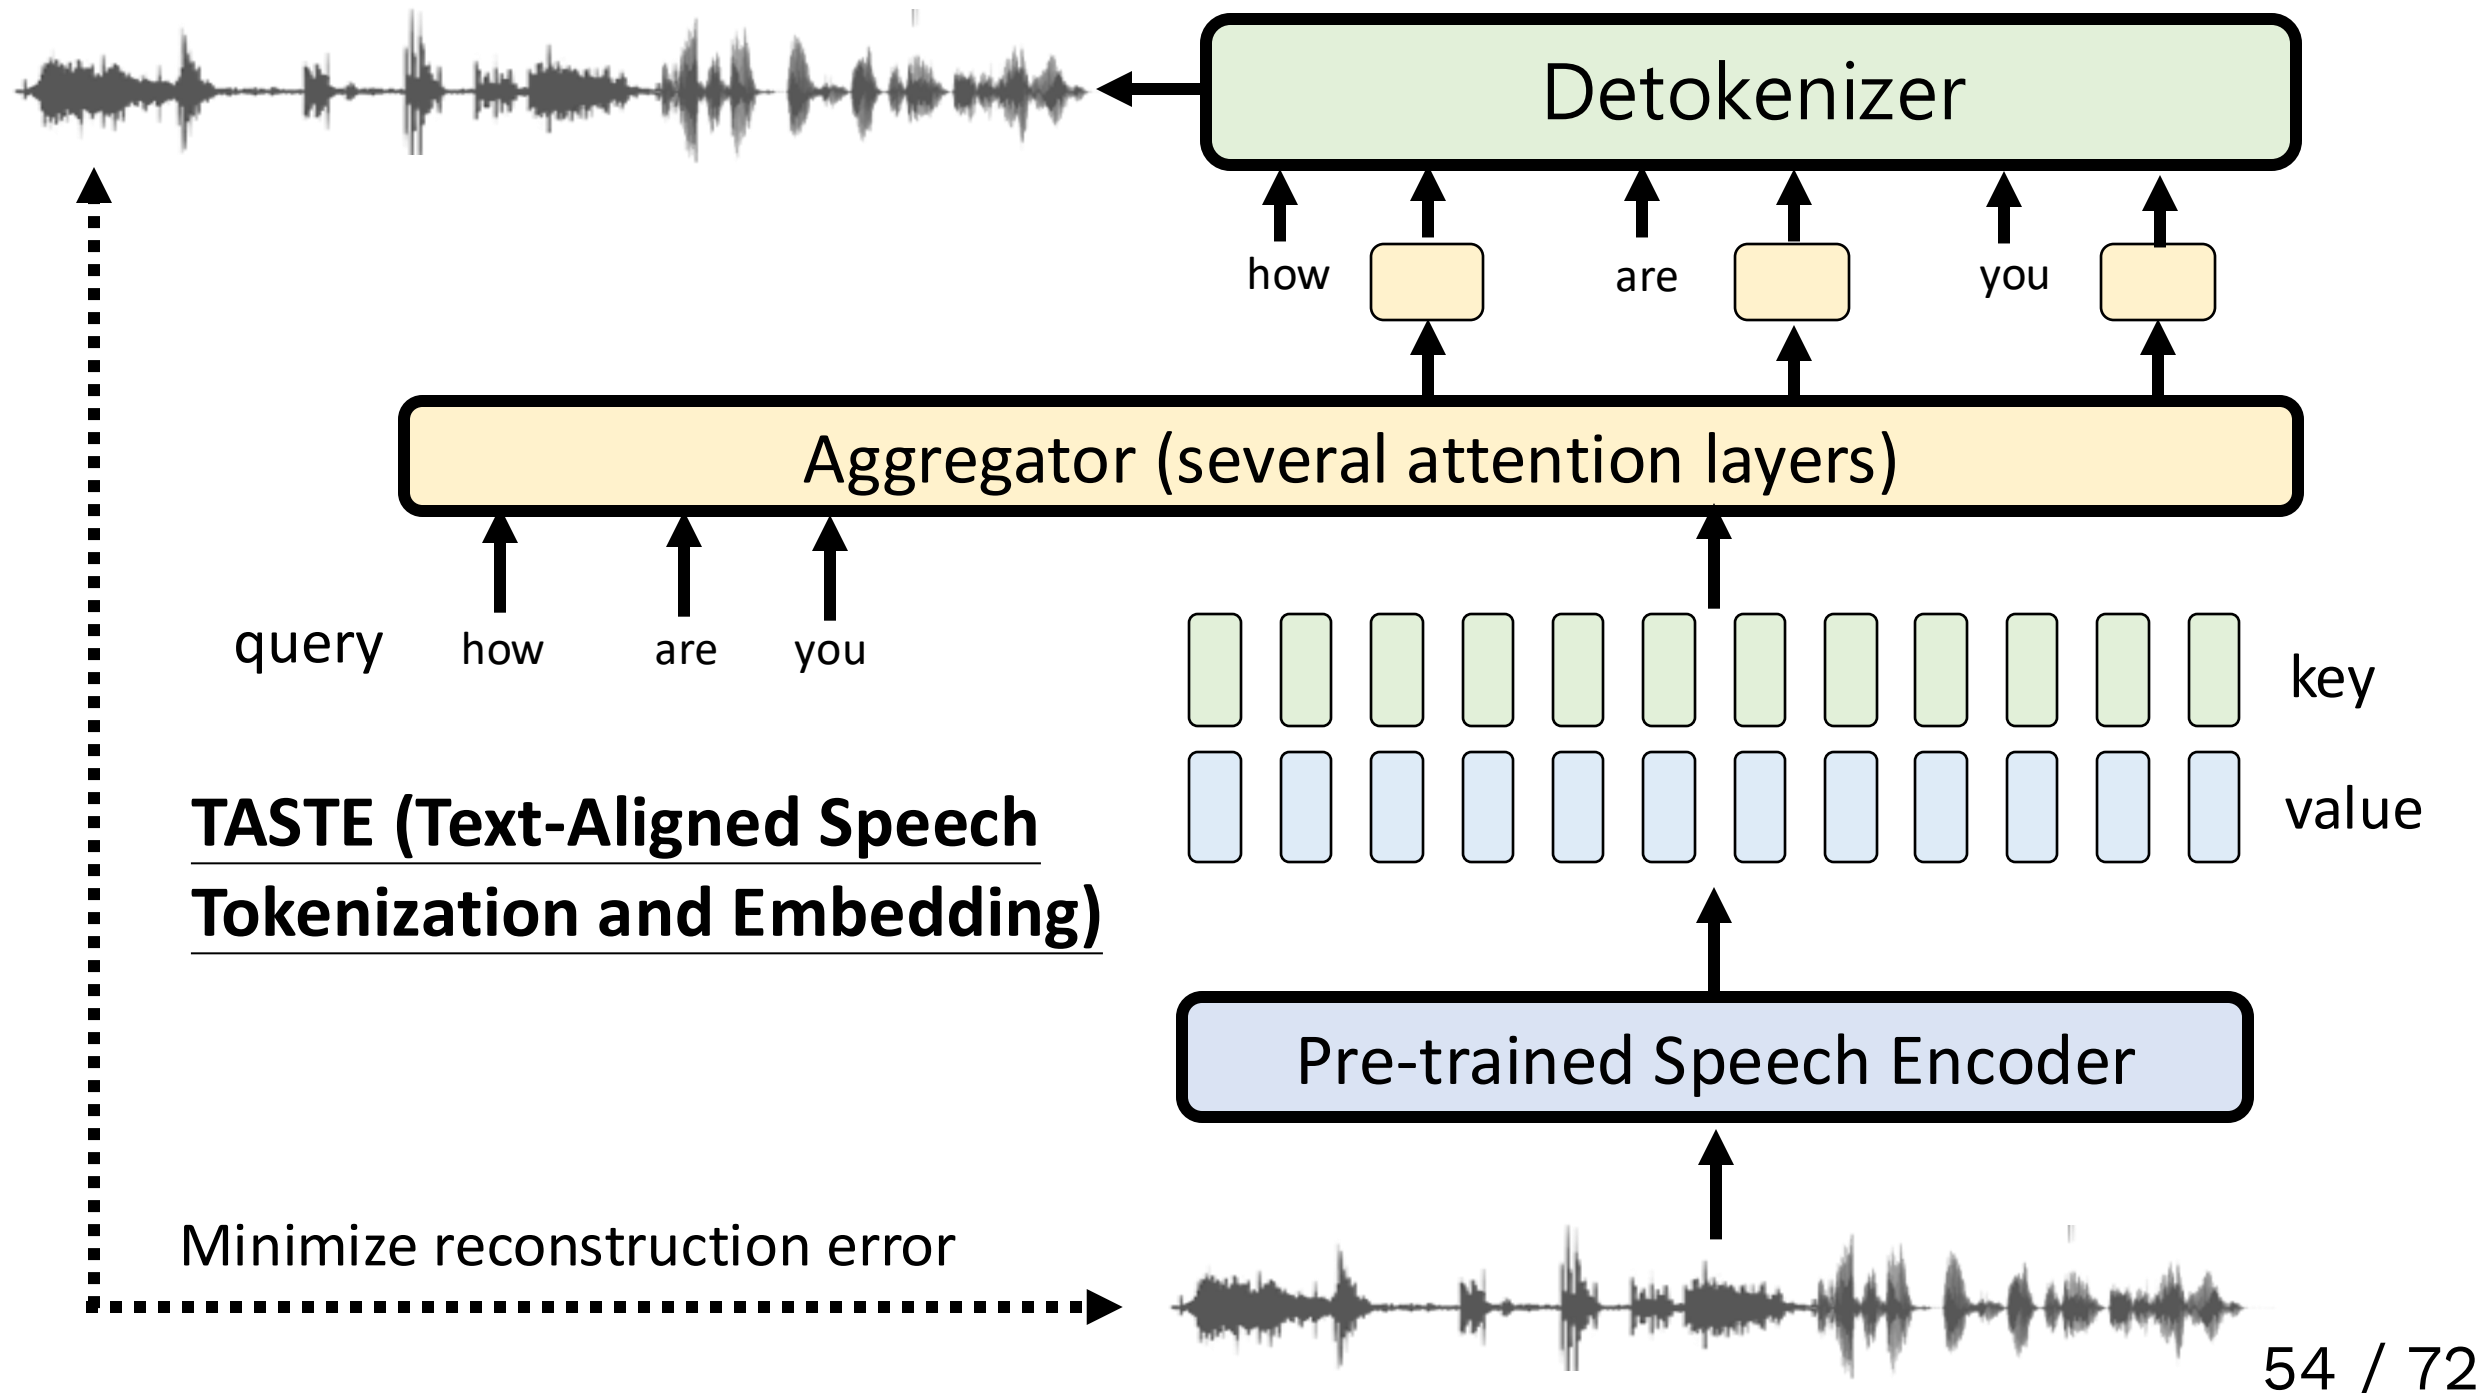 Detokenizer
how are you
Aggregator (several attention layers)
query how are you
key
value
TASTE (Text-Aligned Speech
Tokenization and Embedding)
Pre-trained Speech Encoder
Minimize reconstruction error
54 / 72